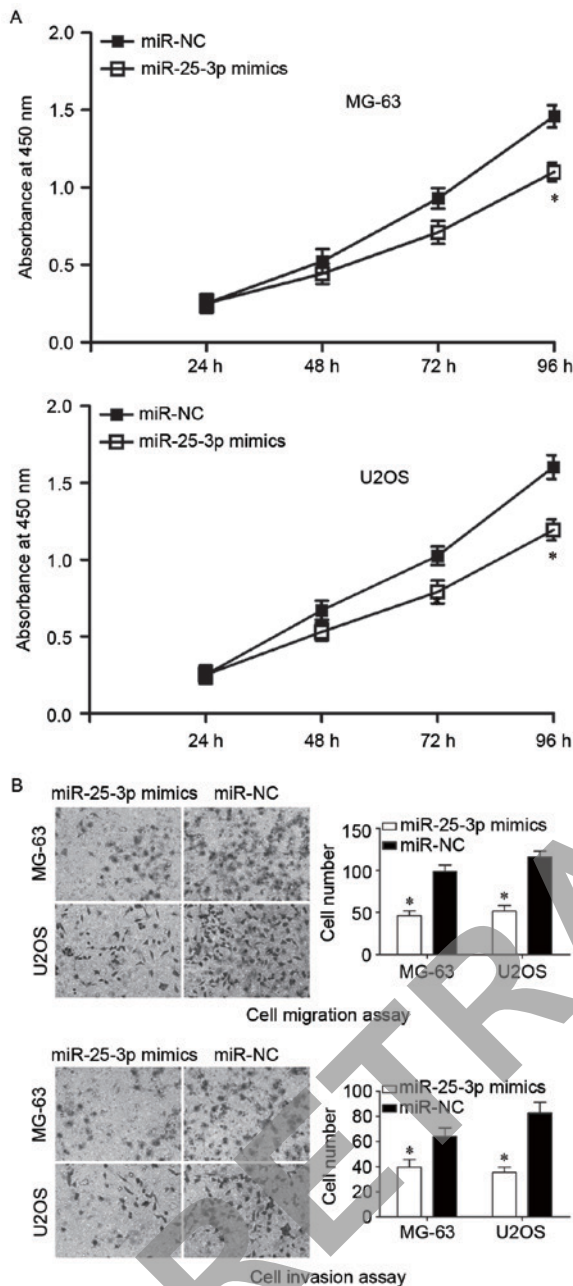 A
miR-NC
miR-25-3p mimics
MG-63
Absorbance at 450 nm
2.0
1.5
1.0
0.5
0.0
24 h 48 h 72 h 96 h
*
miR-NC
miR-25-3p mimics
U2OS
Absorbance at 450 nm
2.0
1.5
1.0
0.5
0.0
24 h 48 h 72 h 96 h
*
B
miR-25-3p mimics miR-NC
MG-63
U2OS
miR-25-3p mimics
miR-NC
Cell number
150
100
50
0
* *
MG-63 U2OS
Cell migration assay
miR-25-3p mimics miR-NC
MG-63
U2OS
miR-25-3p mimics
miR-NC
Cell number
100
80
60
40
20
0
* *
MG-63 U2OS
Cell invasion assay
RETRA